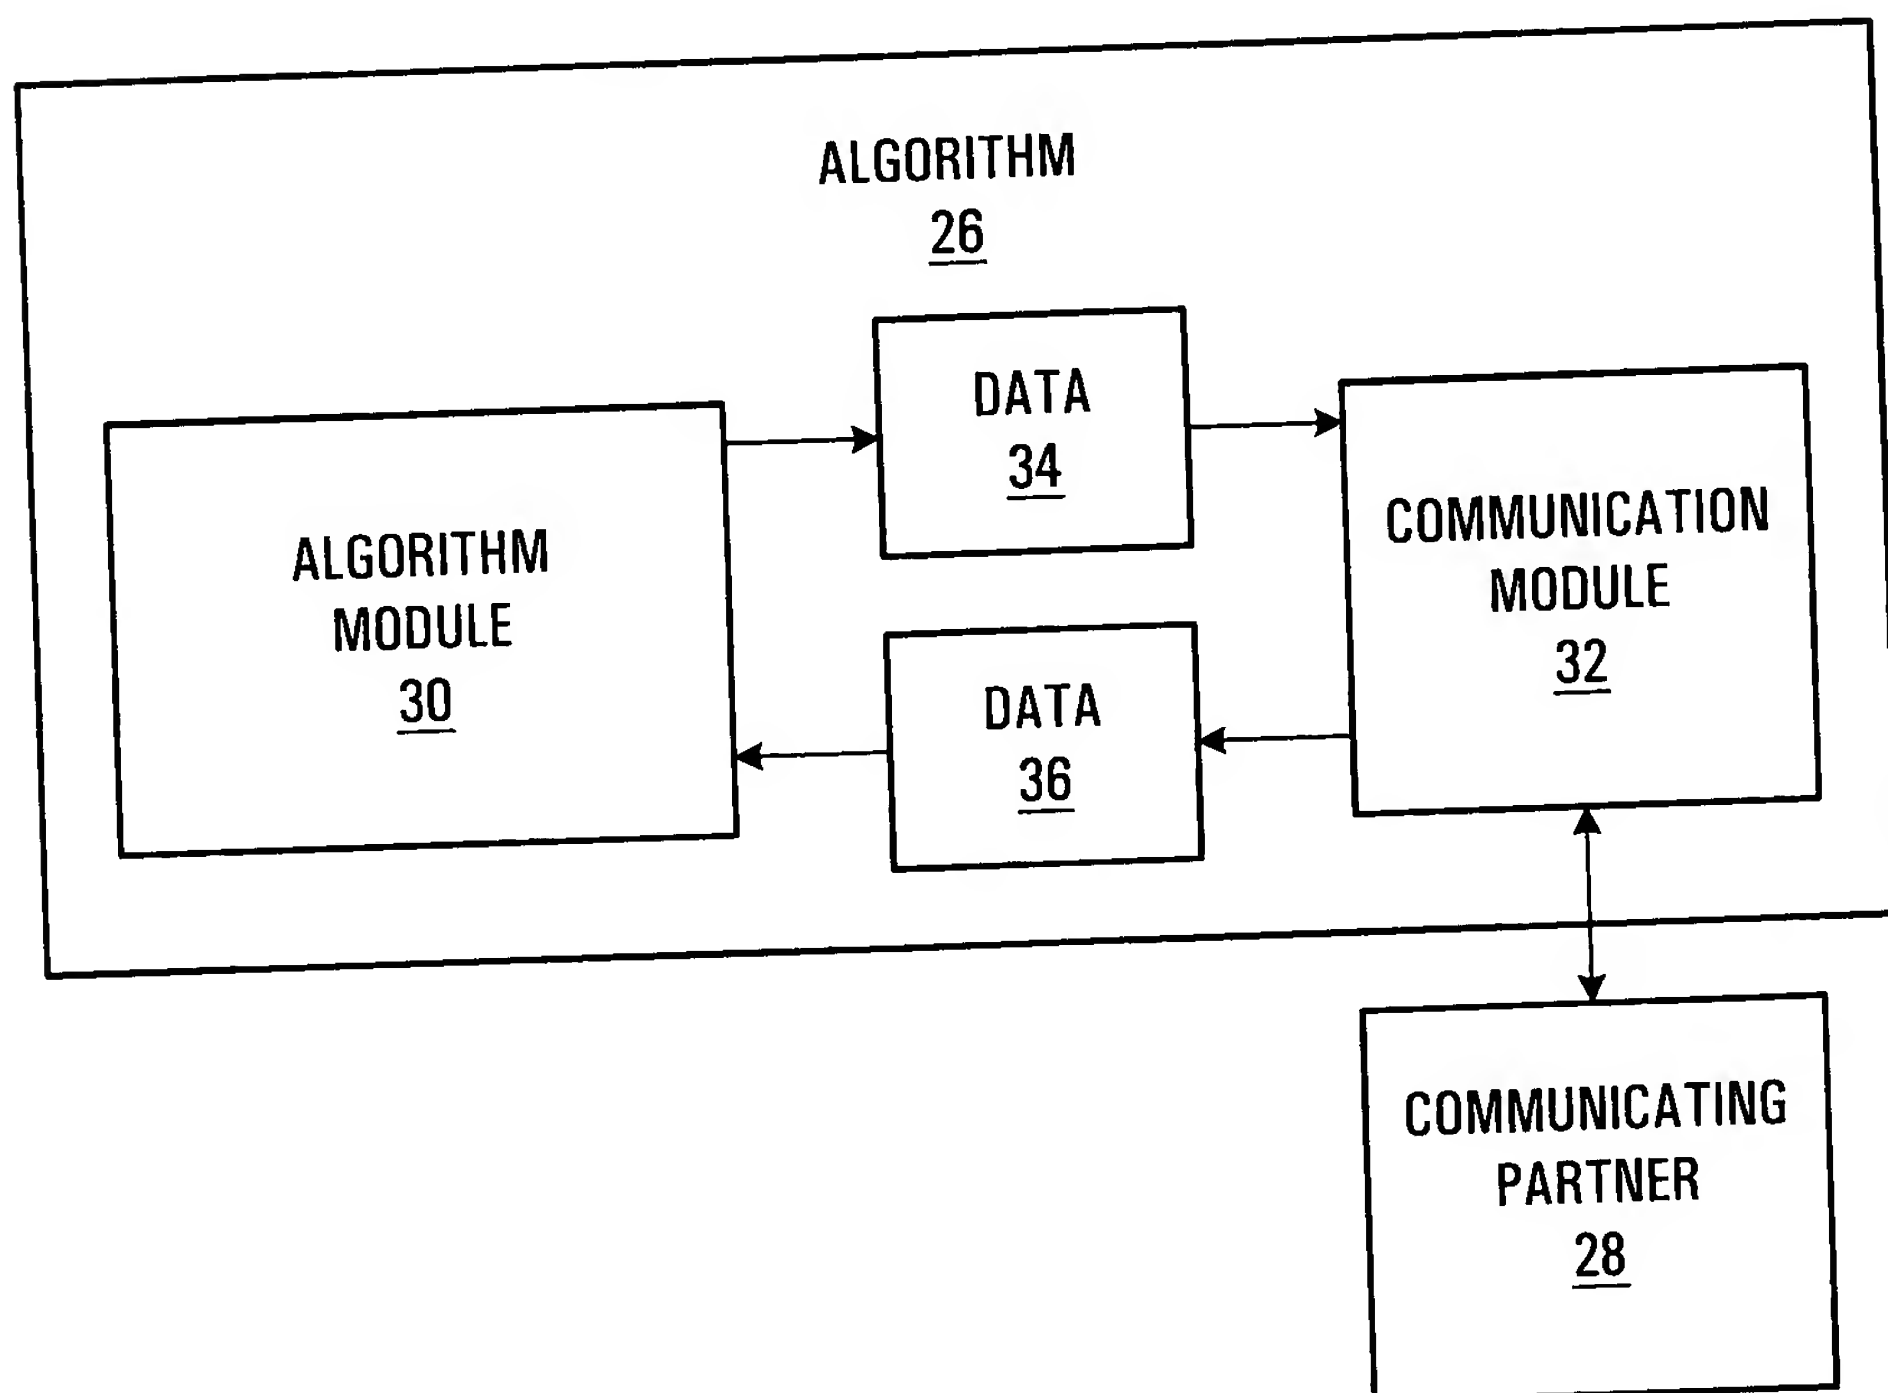 ALGORITHM
26
DATA
34
ALGORITHM
MODULE
30
COMMUNICATION
MODULE
32
DATA
36
COMMUNICATING
PARTNER
28